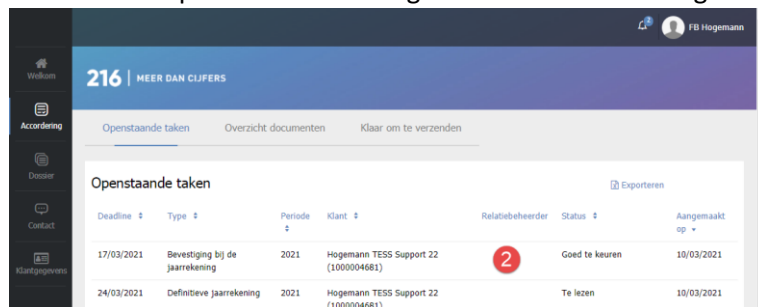 2
FB Hogemann
Welkom
216 | MEER DAN CIJFERS
Accordering
Openstaande taken
Overzicht documenten
Klaar om te verzenden
Dossier
Openstaande taken
Exporteren
Contact
Deadline
Type
Periode
Klant
Relatiebeheerder
Status
Aangemaakt
op
Klantgegevens
17/03/2021
Bevestiging bij de
jaarrekening
2021
Hogemann TESS Support 22
(1000004681)
2
Goed te keuren
10/03/2021
24/03/2021
Definitieve jaarrekening
2021
Hogemann TESS Support 22
(1000004681)
Te lezen
10/03/2021